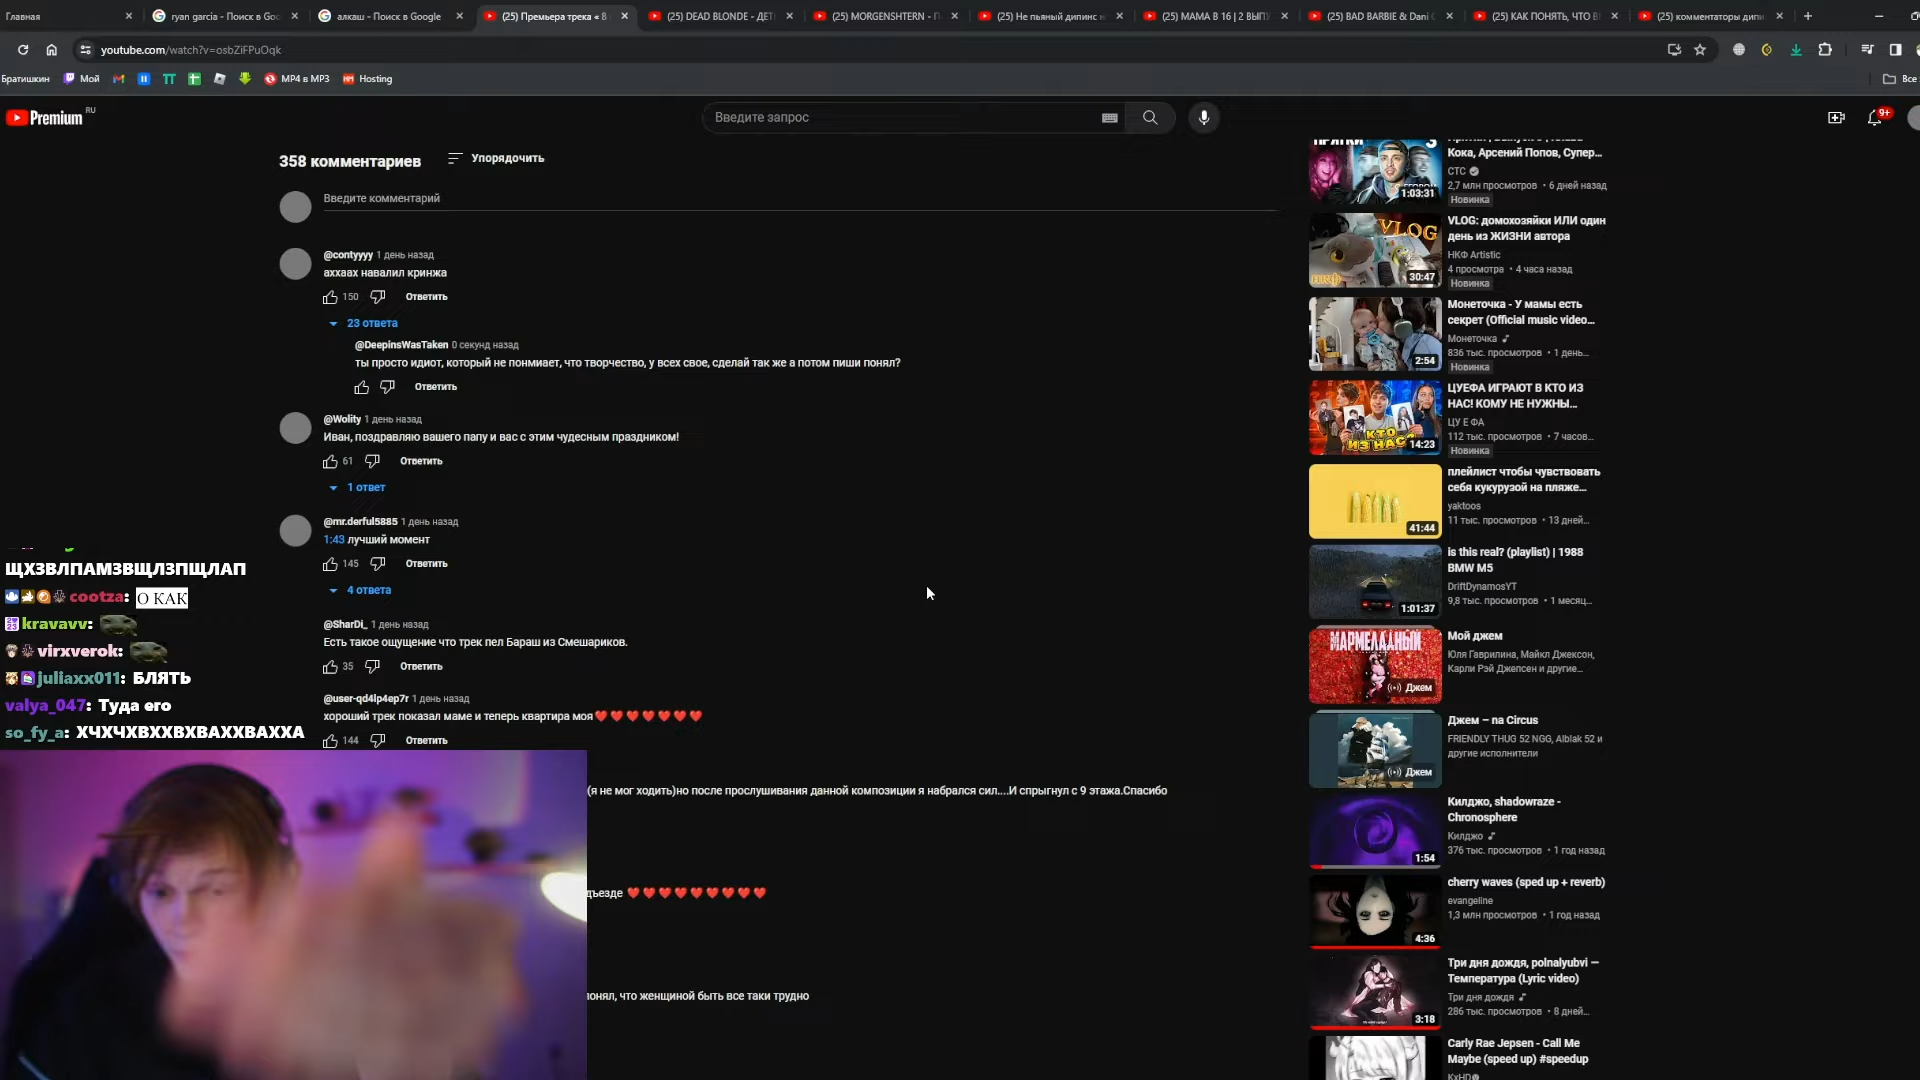 Главная
ryan garcia - Поиск в Goo
алкаш - Поиск в Google
(25) Премьера трека « В
(25) DEAD BLONDE - ДЕТ
(25) MORGENSHTERN - П
(25) Не пьяный дипинс н
(25) МАМА В 16 | 2 ВЫП
(25) BAD BARBIE & Dani
(25) КАК ПОНЯТЬ, ЧТО В
(25) комментаторы дипи
youtube.com/watch?v=osbZiFPuOqk
Братишкин
Мой
MP4 в MP3
Hosting
Все
Premium RU
Введите запрос
9+
358 комментариев
Упорядочить
Введите комментарий
@contyyyy 1 день назад
аххаах навалил кринжа
150
Ответить
23 ответа
@DeepinsWasTaken 0 секунд назад
ты просто идиот, который не понмиает, что творчество, у всех свое, сделай так же а потом пиши понял?
Ответить
@Wolity 1 день назад
Иван, поздравляю вашего папу и вас с этим чудесным праздником!
61
Ответить
1 ответ
@mr.derful5885 1 день назад
1:43 лучший момент
145
Ответить
4 ответа
@SharDi_ 1 день назад
Есть такое ощущение что трек пел Бараш из Смешариков.
35
Ответить
@user-qd4lp4ep7r 1 день назад
хороший трек показал маме и теперь квартира моя❤️❤️❤️❤️❤️❤️❤️
144
Ответить
(я не мог ходить)но после прослушивания данной композиции я набрался сил....И спрыгнул с 9 этажа.Спасибо
дъезде ❤️❤️❤️❤️❤️❤️❤️❤️❤️
понял, что женщиной быть все таки трудно
ЩХЗВЛПАМЗВЩЛЗПЩЛАП
cootza: О КАК
kravavv:
virxverok:
juliaxx011: БЛЯТЬ
valya_047: Туда его
so_fy_a: ХЧХЧХВХХВХВАХХВАХХА
ПРЯТКИ 3
1:03:31
Кока, Арсений Попов, Супер...
СТС
2,7 млн просмотров • 6 дней назад
Новинка
VLOG
30:47
VLOG: домохозяйки ИЛИ один
день из ЖИЗНИ автора
НКФ Artistic
4 просмотра • 4 часа назад
Новинка
2:54
Монеточка - У мамы есть
секрет (Official music video...
Монеточка
836 тыс. просмотров • 1 день...
Новинка
КТО
ИЗ НАС?
14:23
ЦУЕФА ИГРАЮТ В КТО ИЗ
НАС! КОМУ НЕ НУЖНЫ...
ЦУ Е ФА
112 тыс. просмотров • 7 часов...
Новинка
41:44
плейлист чтобы чувствовать
себя кукурузой на пляже...
yaktoos
11 тыс. просмотров • 13 дней...
1:01:37
is this real? (playlist) | 1988
BMW M5
DriftDynamosYT
9,8 тыс. просмотров • 1 месяц...
МАРМЕЛАДНЫЙ
Джем
Мой джем
Юля Гаврилина, Майкл Джексон,
Карли Рэй Джепсен и другие...
Джем
Джем – na Circus
FRIENDLY THUG 52 NGG, Alblak 52 и
другие исполнители
1:54
Килджо, shadowraze -
Chronosphere
Килджо
376 тыс. просмотров • 1 год назад
4:36
cherry waves (sped up + reverb)
evangeline
1,3 млн просмотров • 1 год назад
3:18
Три дня дождя, polnalyubvi —
Температура (Lyric video)
Три дня дождя
286 тыс. просмотров • 8 дней...
Carly Rae Jepsen - Call Me
Maybe (speed up) #speedup
KxHD